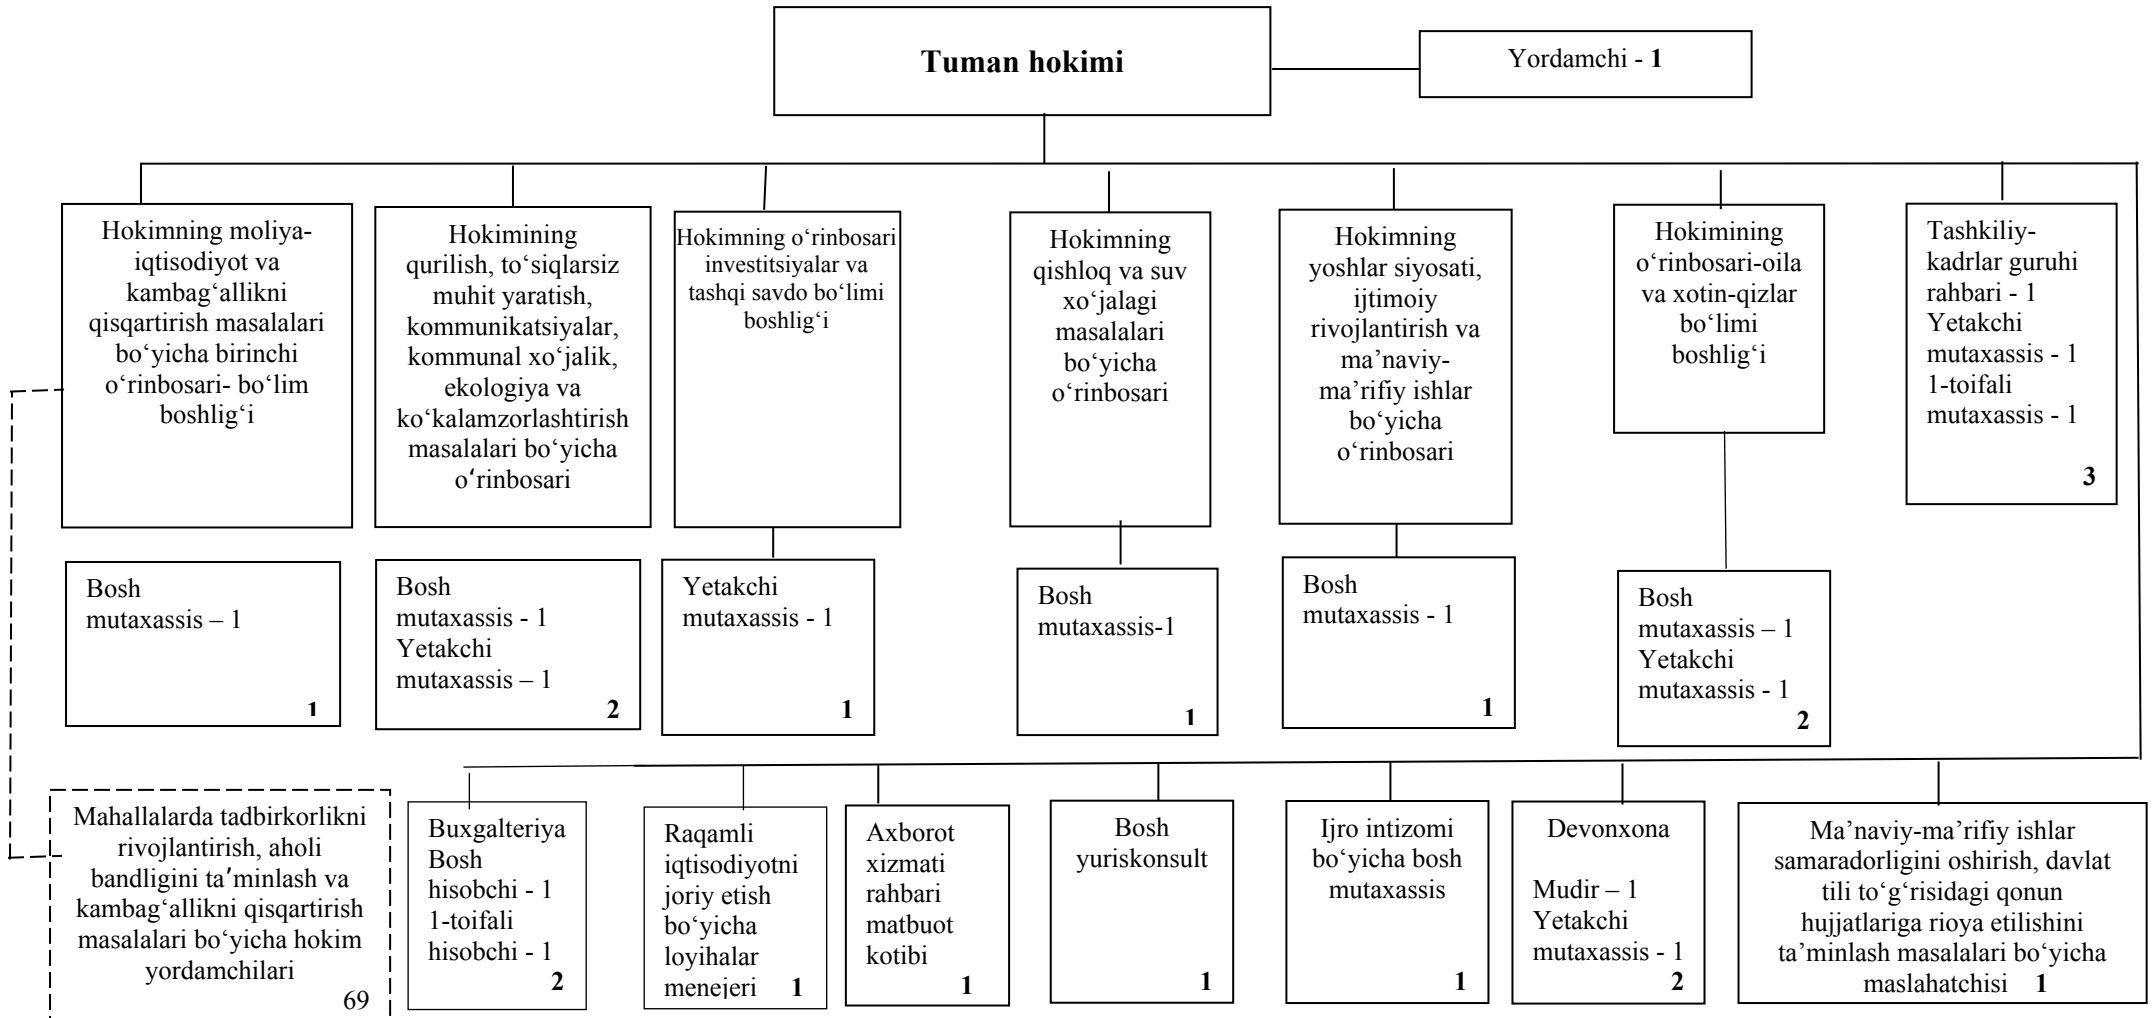 Tuman hokimi
Yordamchi - 1
Hokimning moliya-
iqtisodiyot va
kambag‘allikni
qisqartirish masalalari
bo‘yicha birinchi
o‘rinbosari- bo‘lim
boshlig‘i
Hokimining
qurilish, to‘siqlarsiz
muhit yaratish,
kommunikatsiyalar,
kommunal xo‘jalik,
ekologiya va
ko‘kalamzorlashtirish
masalalari bo‘yicha
o‘rinbosari
Hokimning o‘rinbosari
investitsiyalar va
tashqi savdo bo‘limi
boshlig‘i
Hokimning
qishloq va suv
xo‘jalagi
masalalari
bo‘yicha
o‘rinbosari
Hokimning
yoshlar siyosati,
ijtimoiy
rivojlantirish va
ma’naviy-
ma’rifiy ishlar
bo‘yicha
o‘rinbosari
Hokimining
o‘rinbosari-oila
va xotin-qizlar
bo‘limi
boshlig‘i
Tashkiliy-
kadrlar guruhi
rahbari - 1
Yetakchi
mutaxassis - 1
1-toifali
mutaxassis - 1
3
Bosh
mutaxassis – 1
1
Bosh
mutaxassis - 1
Yetakchi
mutaxassis – 1
2
Yetakchi
mutaxassis - 1
1
Bosh
mutaxassis-1
1
Bosh
mutaxassis - 1
1
Bosh
mutaxassis – 1
Yetakchi
mutaxassis - 1
2
Mahallalarda tadbirkorlikni
rivojlantirish, aholi
bandligini ta’minlash va
kambag‘allikni qisqartirish
masalalari bo‘yicha hokim
yordamchilari
69
Buxgalteriya
Bosh
hisobchi - 1
1-toifali
hisobchi - 1
2
Raqamli
iqtisodiyotni
joriy etish
bo‘yicha
loyihalar
menejeri 1
Axborot
xizmati
rahbari
matbuot
kotibi
1
Bosh
yuriskonsult
1
Ijro intizomi
bo‘yicha bosh
mutaxassis
1
Devonxona
Mudir – 1
Yetakchi
mutaxassis - 1
2
Ma’naviy-ma’rifiy ishlar
samaradorligini oshirish, davlat
tili to‘g‘risidagi qonun
hujjatlariga rioya etilishini
ta’minlash masalalari bo‘yicha
maslahatchisi 1